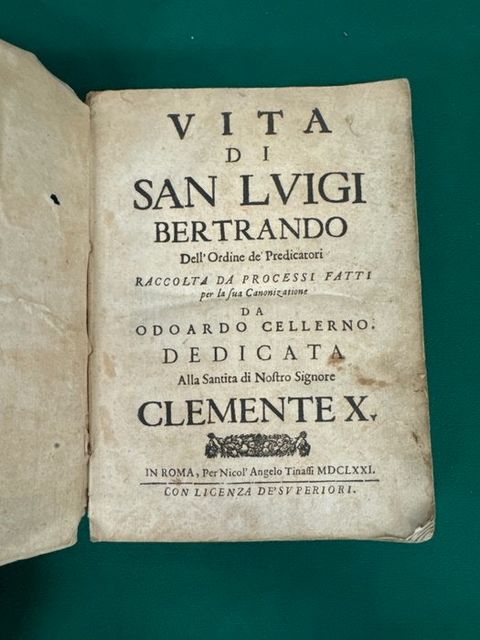 VITA
DI
SAN LVIGI
BERTRANDO
Dell'Ordine de' Predicatori
RACCOLTA DA PROCESSI FATTI
per la ſua Canonizatione
DA
ODOARDO CELLERNO.
DEDICATA
Alla Santita di Noſtro Signore
CLEMENTE X.
IN ROMA, Per Nicol' Angelo Tinaſſi MDCLXXI.
CON LICENZA DE' SVPERIORI.